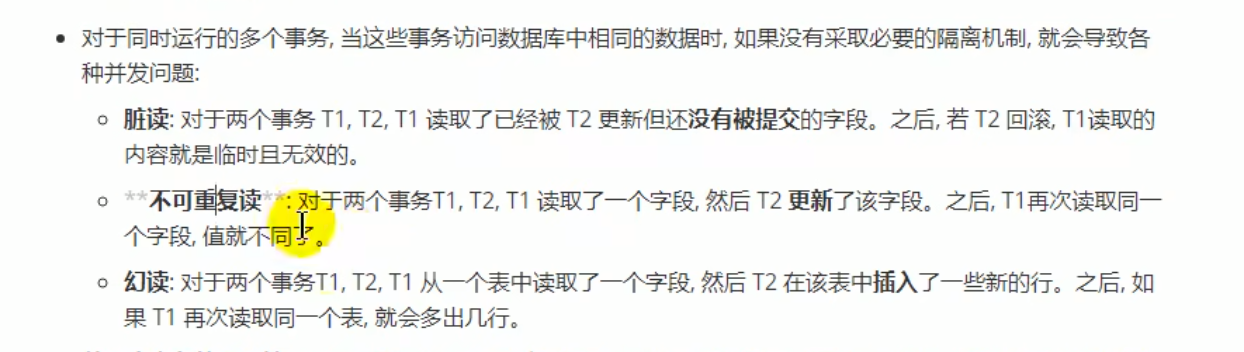 • 对于同时运行的多个事务, 当这些事务访问数据库中相同的数据时, 如果没有采取必要的隔离机制, 就会导致各
种并发问题:
○ 脏读: 对于两个事务 T1, T2, T1 读取了已经被 T2 更新但还没有被提交的字段。之后, 若 T2 回滚, T1读取的
内容就是临时且无效的。
○ **不可重复读**: 对于两个事务T1, T2, T1 读取了一个字段, 然后 T2 更新了该字段。之后, T1再次读取同一
个字段, 值就不同了。
○ 幻读: 对于两个事务T1, T2, T1 从一个表中读取了一个字段, 然后 T2 在该表中插入了一些新的行。之后, 如
果 T1 再次读取同一个表, 就会多出几行。